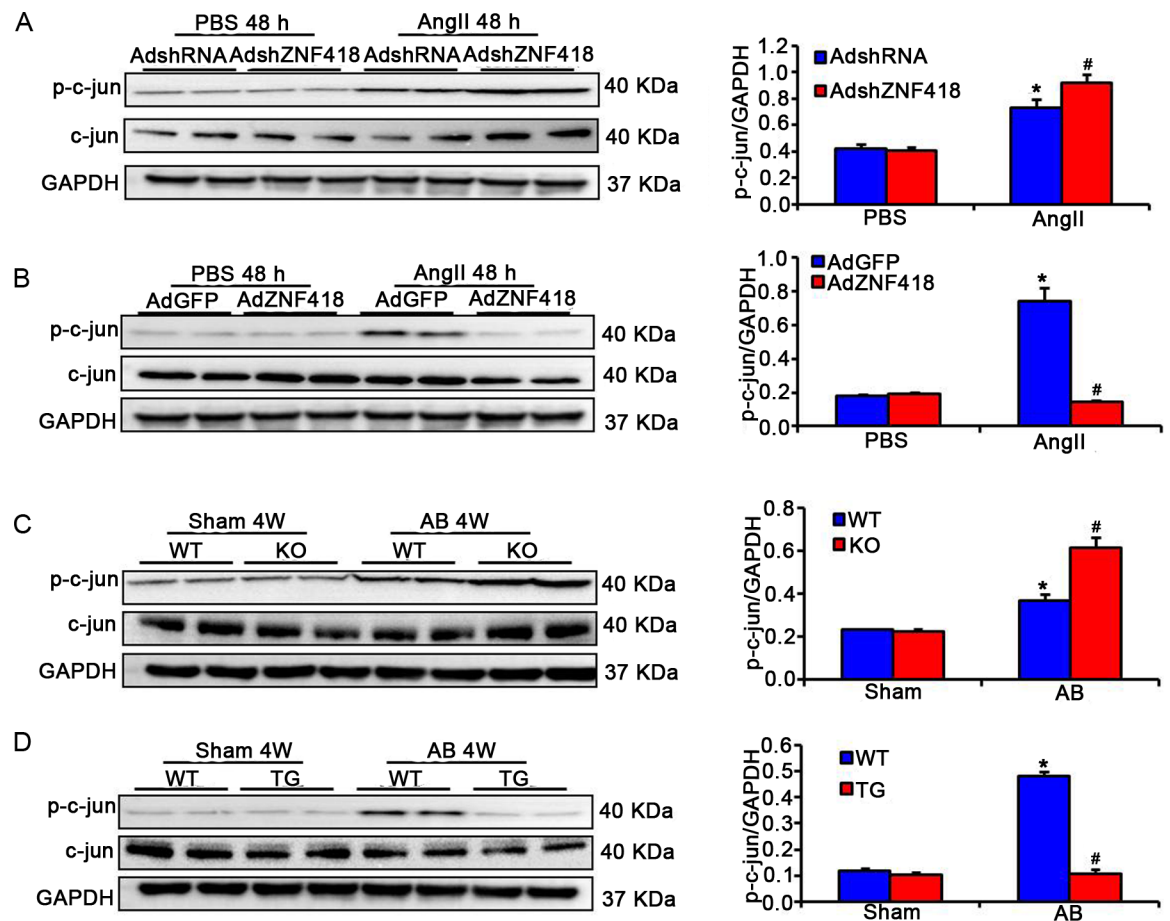 A
PBS 48 h
AngII 48 h
AdshRNA AdshZNF418 AdshRNA AdshZNF418
p-c-jun 40 KDa
c-jun 40 KDa
GAPDH 37 KDa
p-c-jun/GAPDH
1.2
1.0
0.8
0.6
0.4
0.2
0.0
AdshRNA
AdshZNF418
*
#
PBS
AngII
B
PBS 48 h
AngII 48 h
AdGFP AdZNF418 AdGFP AdZNF418
p-c-jun 40 KDa
c-jun 40 KDa
GAPDH 37 KDa
p-c-jun/GAPDH
1.0
0.8
0.6
0.4
0.2
0.0
AdGFP
AdZNF418
*
#
PBS
AngII
C
Sham 4W
AB 4W
WT KO WT KO
p-c-jun 40 KDa
c-jun 40 KDa
GAPDH 37 KDa
p-c-jun/GAPDH
0.8
0.6
0.4
0.2
0.0
WT
KO
*
#
Sham
AB
D
Sham 4W
AB 4W
WT TG WT TG
p-c-jun 40 KDa
c-jun 40 KDa
GAPDH 37 KDa
p-c-jun/GAPDH
0.6
0.5
0.4
0.3
0.2
0.1
0.0
WT
TG
*
#
Sham
AB